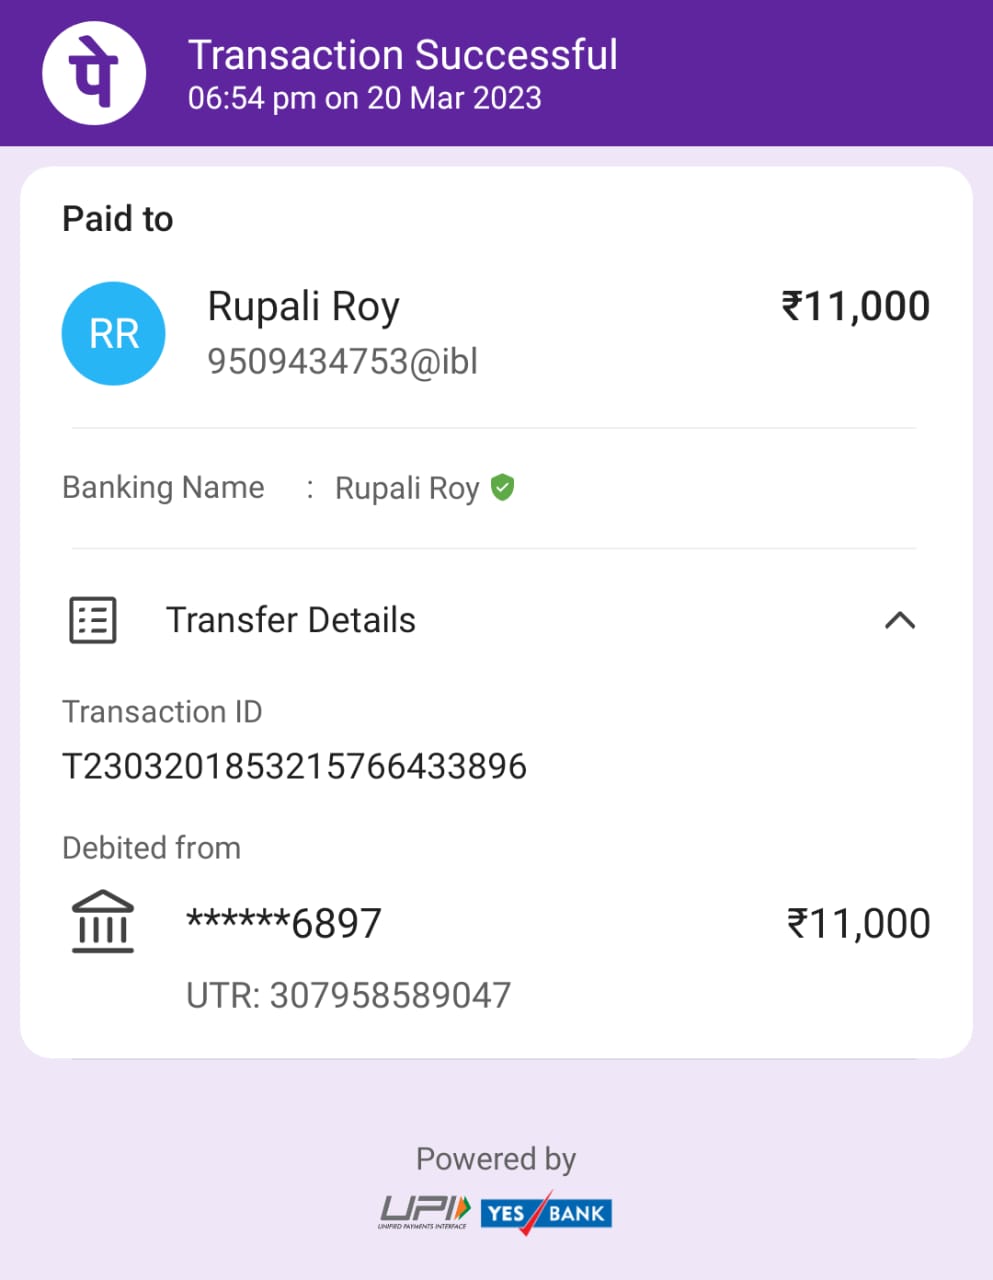 पे
Transaction Successful
06:54 pm on 20 Mar 2023
Paid to
RR
Rupali Roy
₹11,000
9509434753@ibl
Banking Name : Rupali Roy
Transfer Details
Transaction ID
T2303201853215766433896
Debited from
******6897
₹11,000
UTR: 307958589047
Powered by
UPI
UNIFIED PAYMENTS INTERFACE
YES BANK